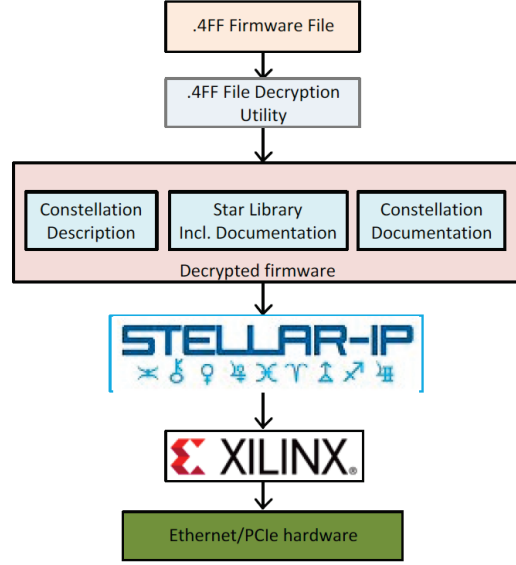 .4FF Firmware File
.4FF File Decryption
Utility
Constellation
Description
Star Library
Incl. Documentation
Constellation
Documentation
Decrypted firmware
STELLAR-IP
XILINX®
Ethernet/PCIe hardware